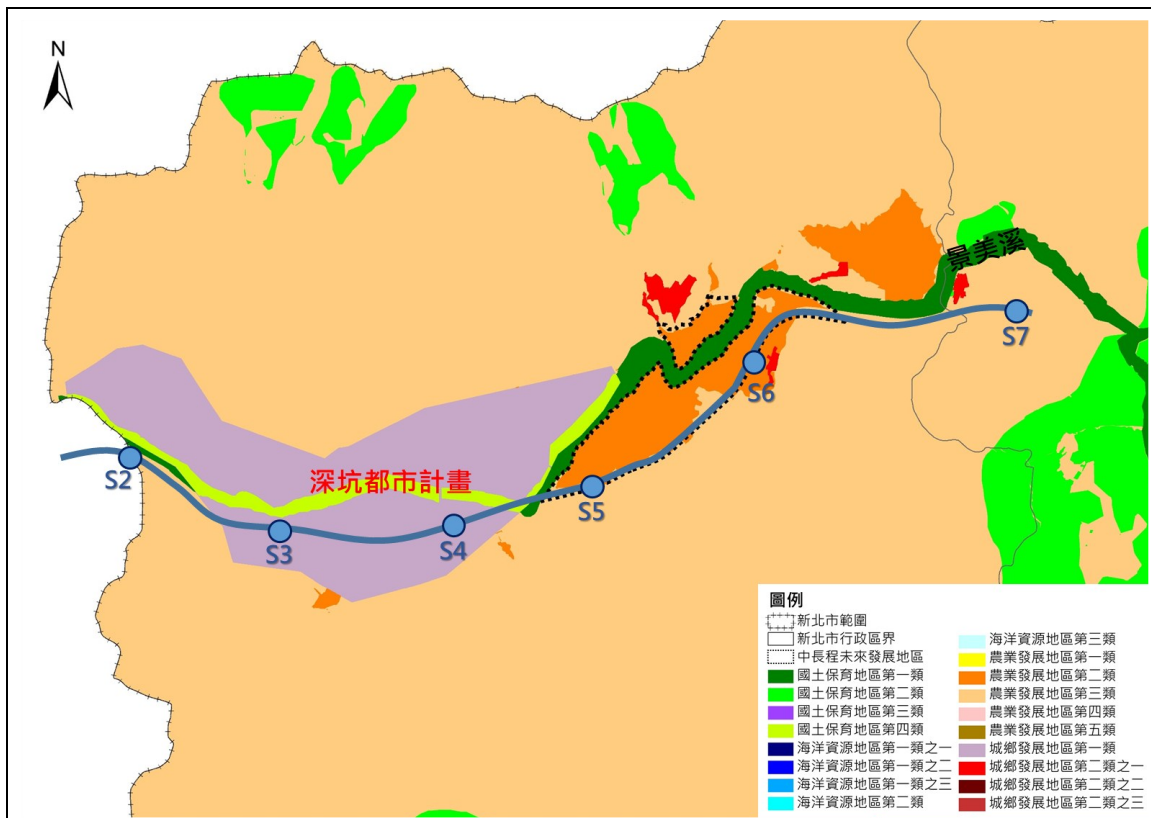 N
景美溪
S7
S6
S5
深坑都市計畫
S2
S3
S4
圖例
新北市範圍
新北市行政區界
中長程未來發展地區
國土保育地區第一類
國土保育地區第二類
國土保育地區第三類
國土保育地區第四類
海洋資源地區第一類之一
海洋資源地區第一類之二
海洋資源地區第一類之三
海洋資源地區第二類
海洋資源地區第三類
農業發展地區第一類
農業發展地區第二類
農業發展地區第三類
農業發展地區第四類
農業發展地區第五類
城鄉發展地區第一類
城鄉發展地區第二類之一
城鄉發展地區第二類之二
城鄉發展地區第二類之三